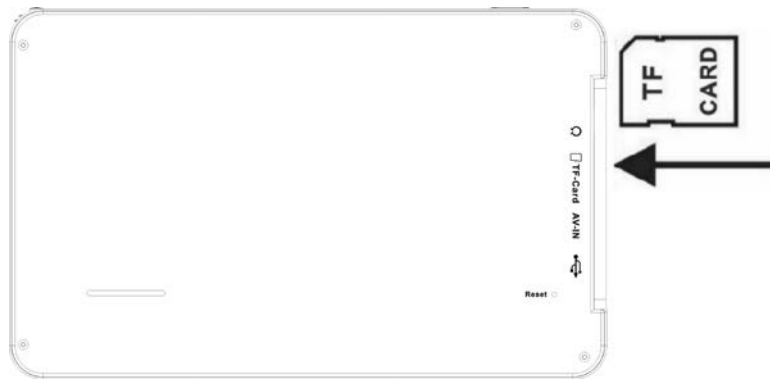 TF
CARD
TF-Card
AV-IN
Reset